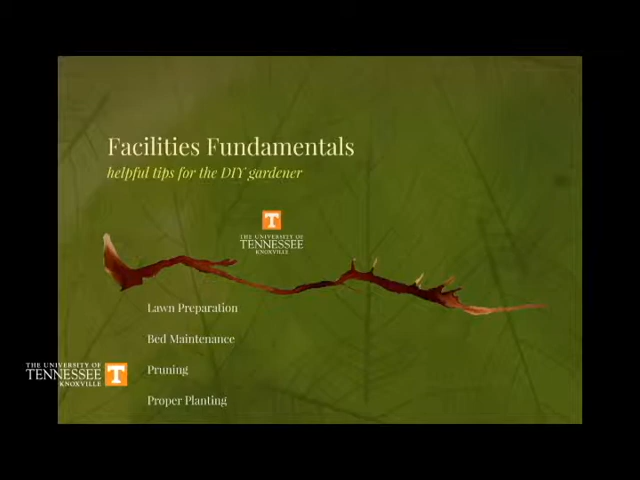 Facilities Fundamentals
helpful tips for the DIY gardener
T
THE UNIVERSITY OF
TENNESSEE
KNOXVILLE
Lawn Preparation
Bed Maintenance
Pruning
THE UNIVERSITY OF
TENNESSEE T
KNOXVILLE
Proper Planting